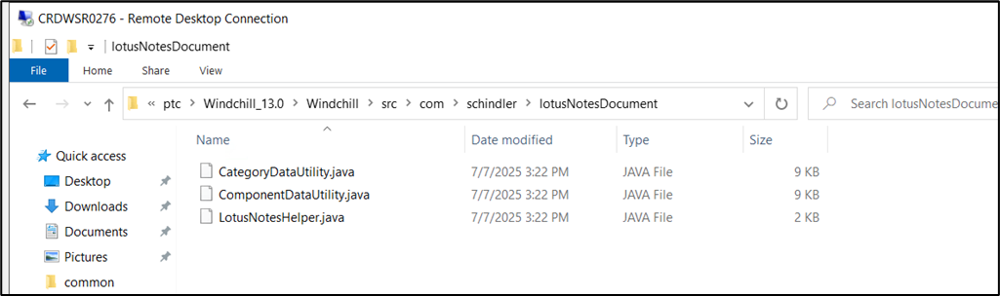 CRDWSR0276 - Remote Desktop Connection
lotusNotesDocument
File Home Share View
« ptc > Windchill_13.0 > Windchill > src > com > schindler > lotusNotesDocument
Search lotusNotesDocume
Name Date modified Type Size
Quick access
CategoryDataUtility.java 7/7/2025 3:22 PM JAVA File 9 KB
Desktop
ComponentDataUtility.java 7/7/2025 3:22 PM JAVA File 9 KB
Downloads
LotusNotesHelper.java 7/7/2025 3:22 PM JAVA File 2 KB
Documents
Pictures
common